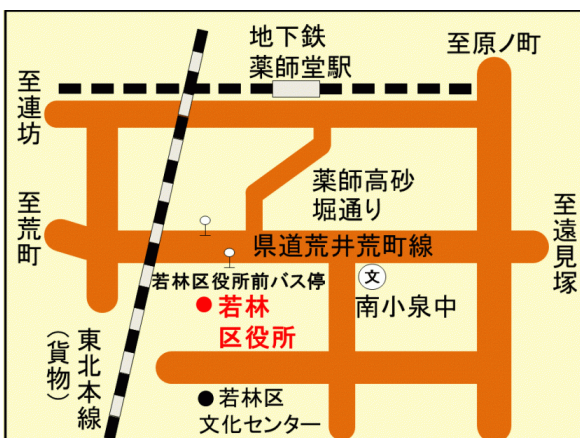 地下鉄
薬師堂駅
至原ノ町
至連坊
薬師高砂
堀通り
至荒町
県道荒井荒町線
至遠見塚
若林区役所前バス停
文
南小泉中
若林
区役所
東北本線
(貨物)
若林区
文化センター